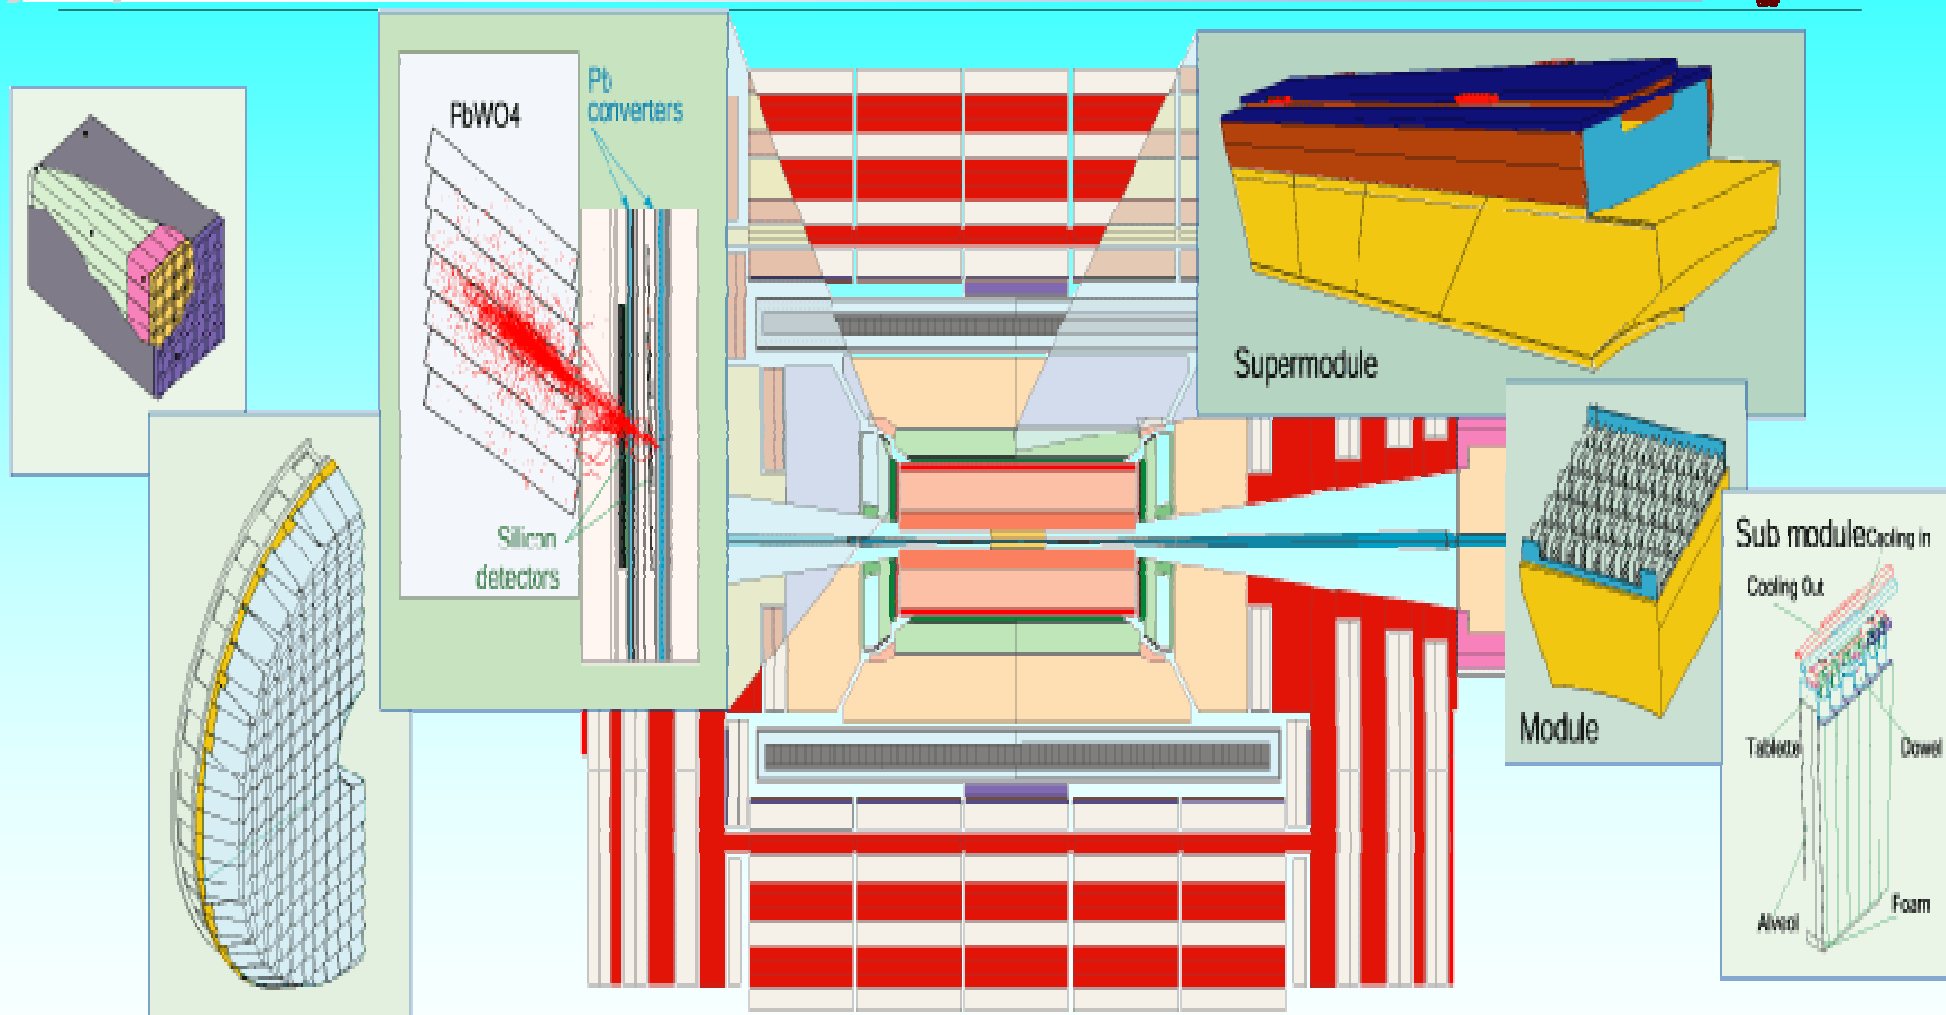 PbWO4
Pb
converters
Silicon
detectors
Supermodule
Module
Sub module
Cooling in
Cooling Out
Tablette
Dowel
Alveol
Foam